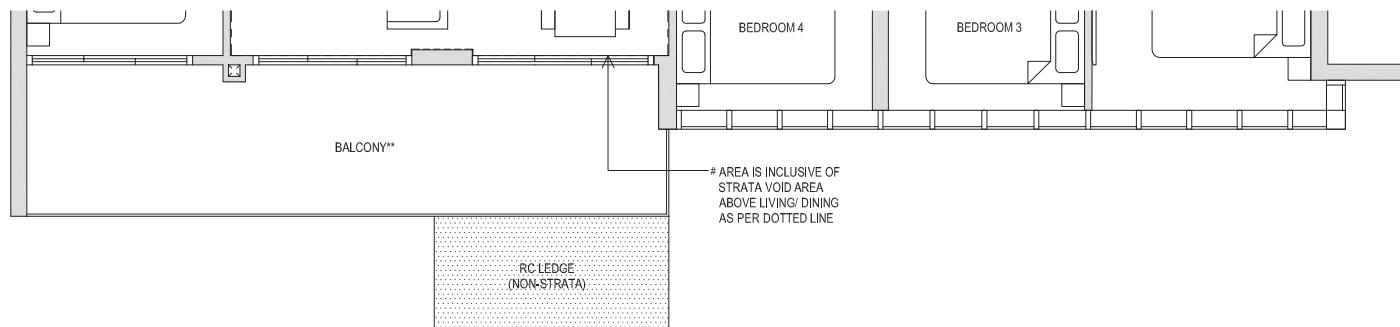 BEDROOM 4
BEDROOM 3
BALCONY**
# AREA IS INCLUSIVE OF
STRATA VOID AREA
ABOVE LIVING/ DINING
AS PER DOTTED LINE
RC LEDGE
(NON-STRATA)